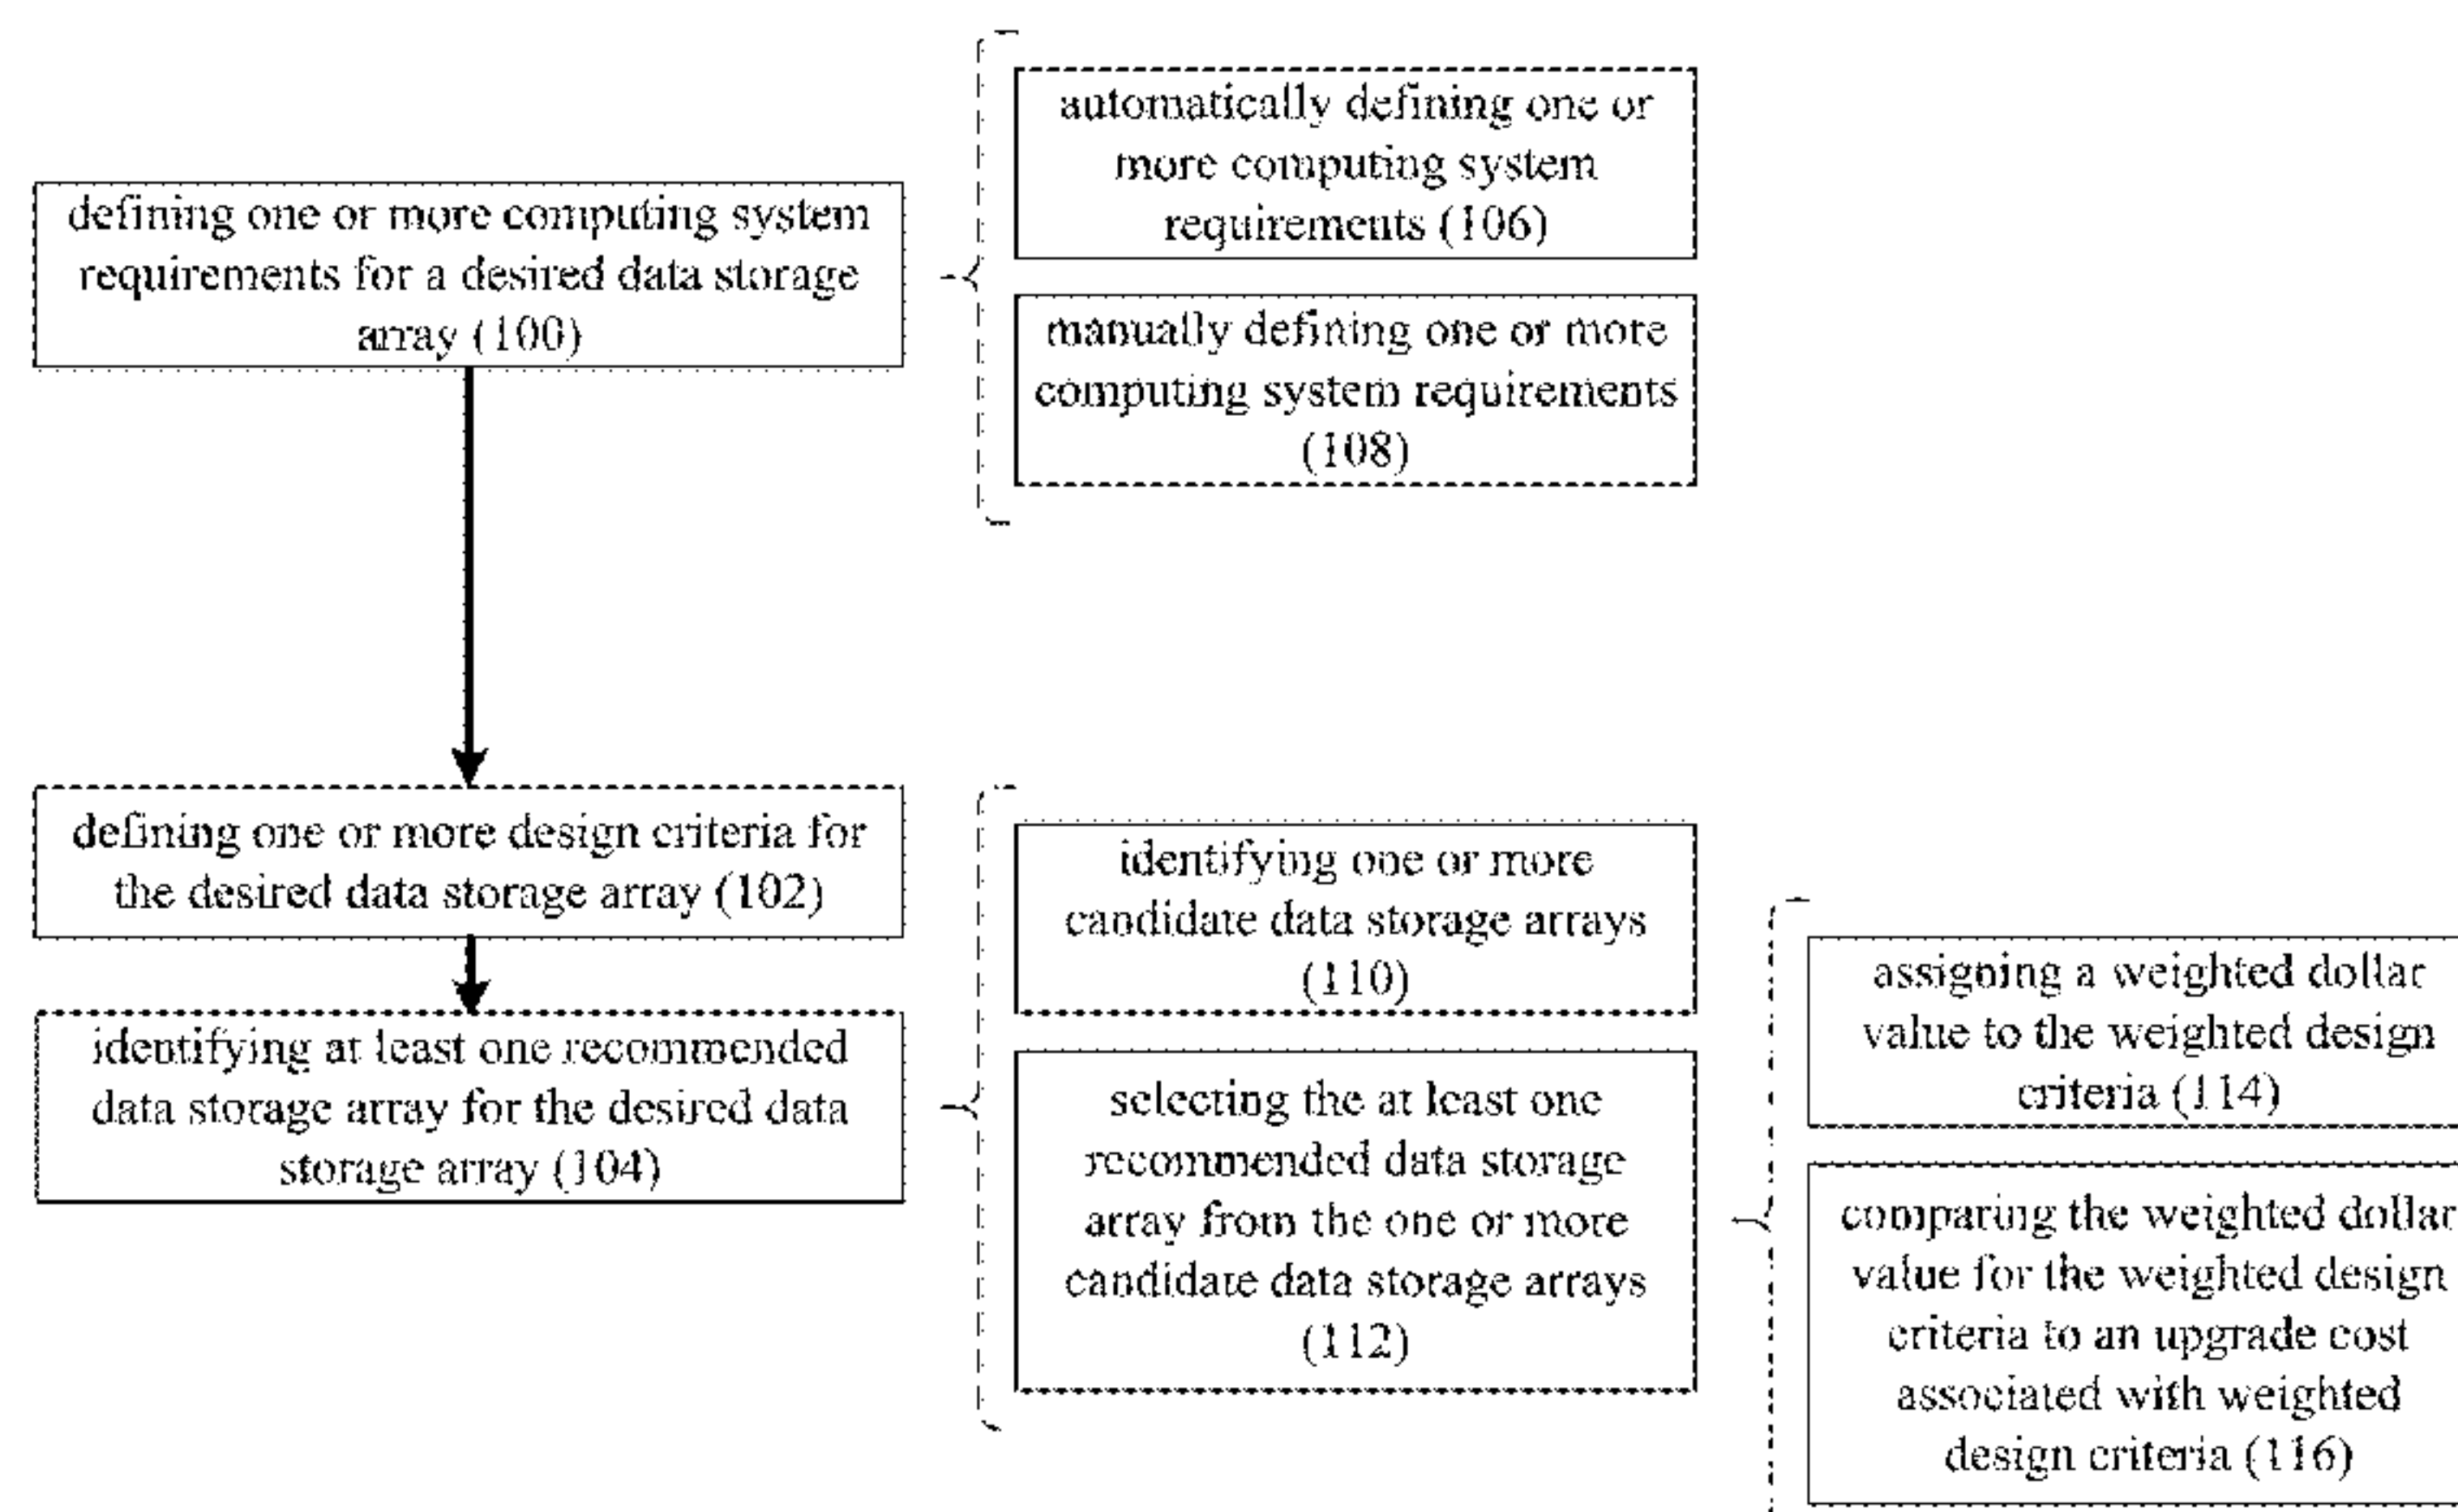 defining one or more computing system
requirements for a desired data storage
array (100)
automatically defining one or
more computing system
requirements (106)
manually defining one or more
computing system requirements
(108)
defining one or more design criteria for
the desired data storage array (102)
identifying at least one recommended
data storage array for the desired data
storage array (104)
identifying one or more
candidate data storage arrays
(110)
selecting the at least one
recommended data storage
array from the one or more
candidate data storage arrays
(112)
assigning a weighted dollar
value to the weighted design
criteria (114)
comparing the weighted dollar
value for the weighted design
criteria to an upgrade cost
associated with weighted
design criteria (116)